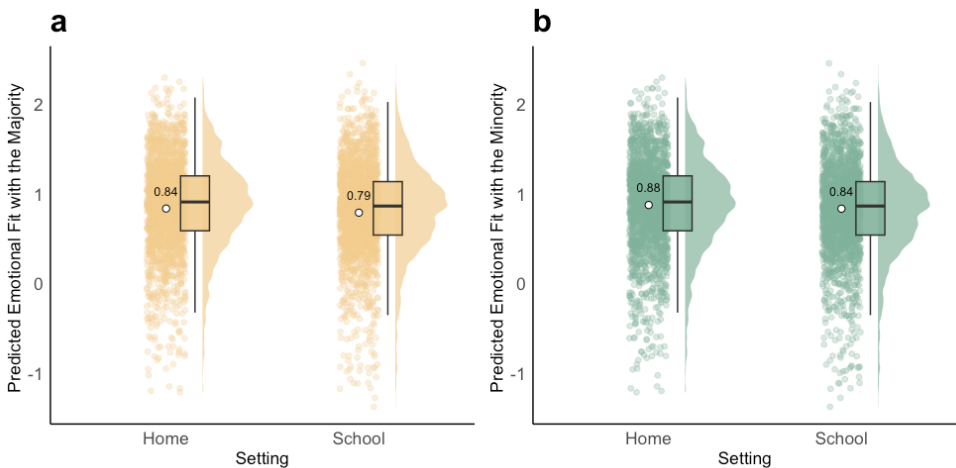 a
Predicted Emotional Fit with the Majority
2
1
0
-1
0.84
0.79
Home
School
Setting
b
Predicted Emotional Fit with the Minority
2
1
0
-1
0.88
0.84
Home
School
Setting